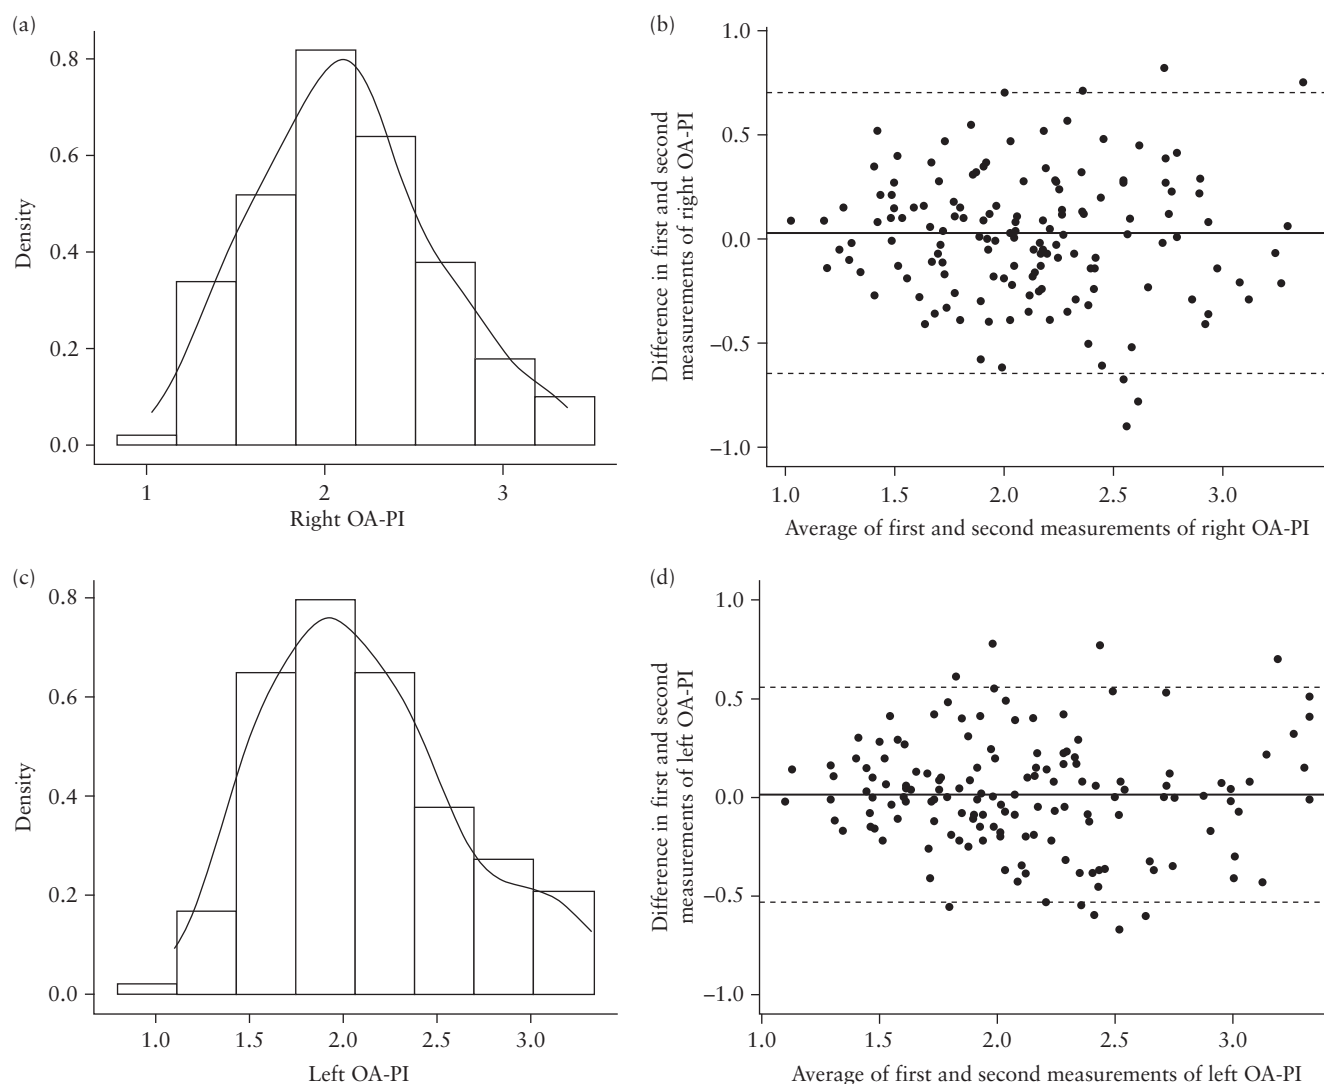 (a)
0.8
0.6
0.4
0.2
0.0
Density
1 2 3
Right OA-PI
(b)
1.0
0.5
0.0
−0.5
−1.0
Difference in first and second
measurements of right OA-PI
1.0 1.5 2.0 2.5 3.0
Average of first and second measurements of right OA-PI
(c)
0.8
0.6
0.4
0.2
0.0
Density
1.0 1.5 2.0 2.5 3.0
Left OA-PI
(d)
1.0
0.5
0.0
−0.5
−1.0
Difference in first and second
measurements of left OA-PI
1.0 1.5 2.0 2.5 3.0
Average of first and second measurements of left OA-PI